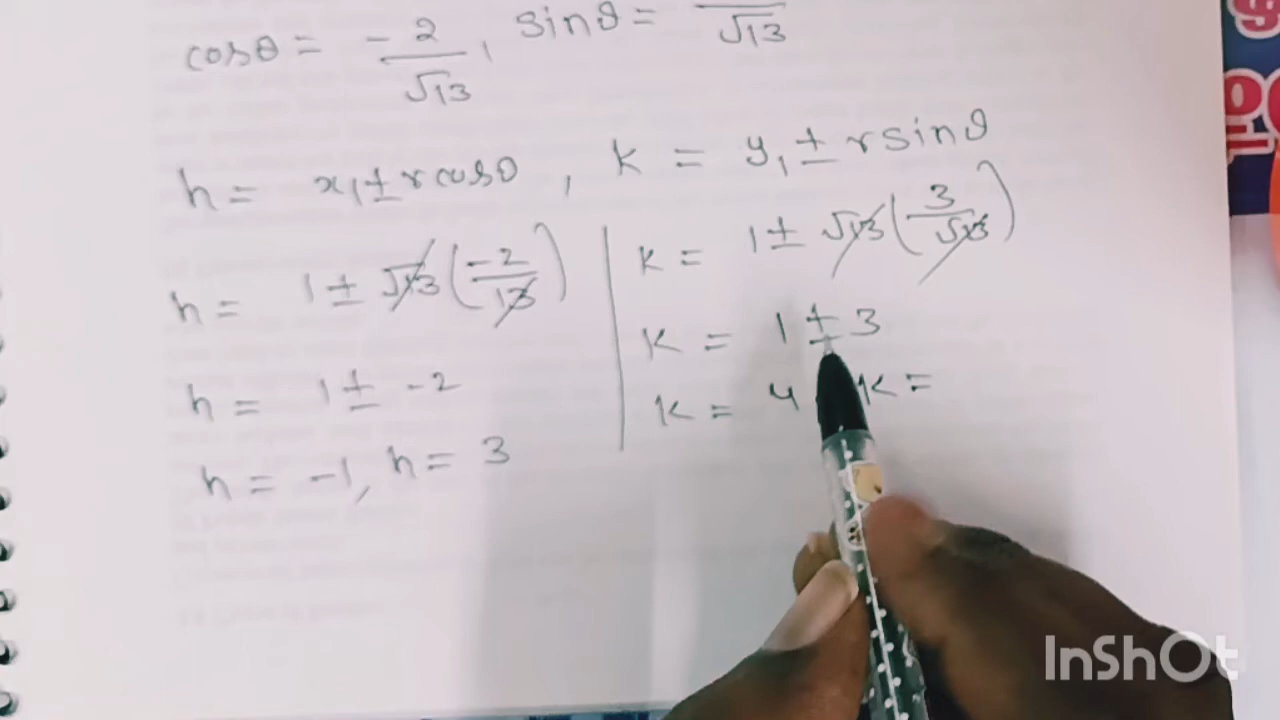 cosθ = -2/√13, sinθ = /√13
h = x₁ ± r cosθ, k = y₁ ± r sinθ
h = 1 ± √13 (-2/13)
h = 1 ± -2
h = -1, h = 3
k = 1 ± √13 (3/√13)
k = 1 ± 3
k = 4 k =
InShOt